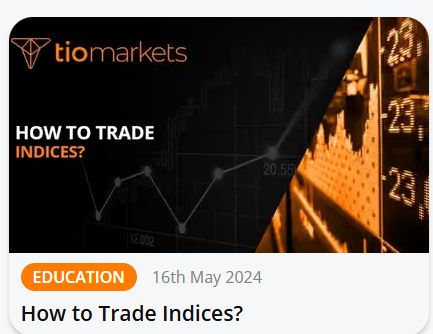 tiomarkets
HOW TO TRADE
INDICES?
20.55
12.002
23,
23,
23,
EDUCATION
16th May 2024
How to Trade Indices?